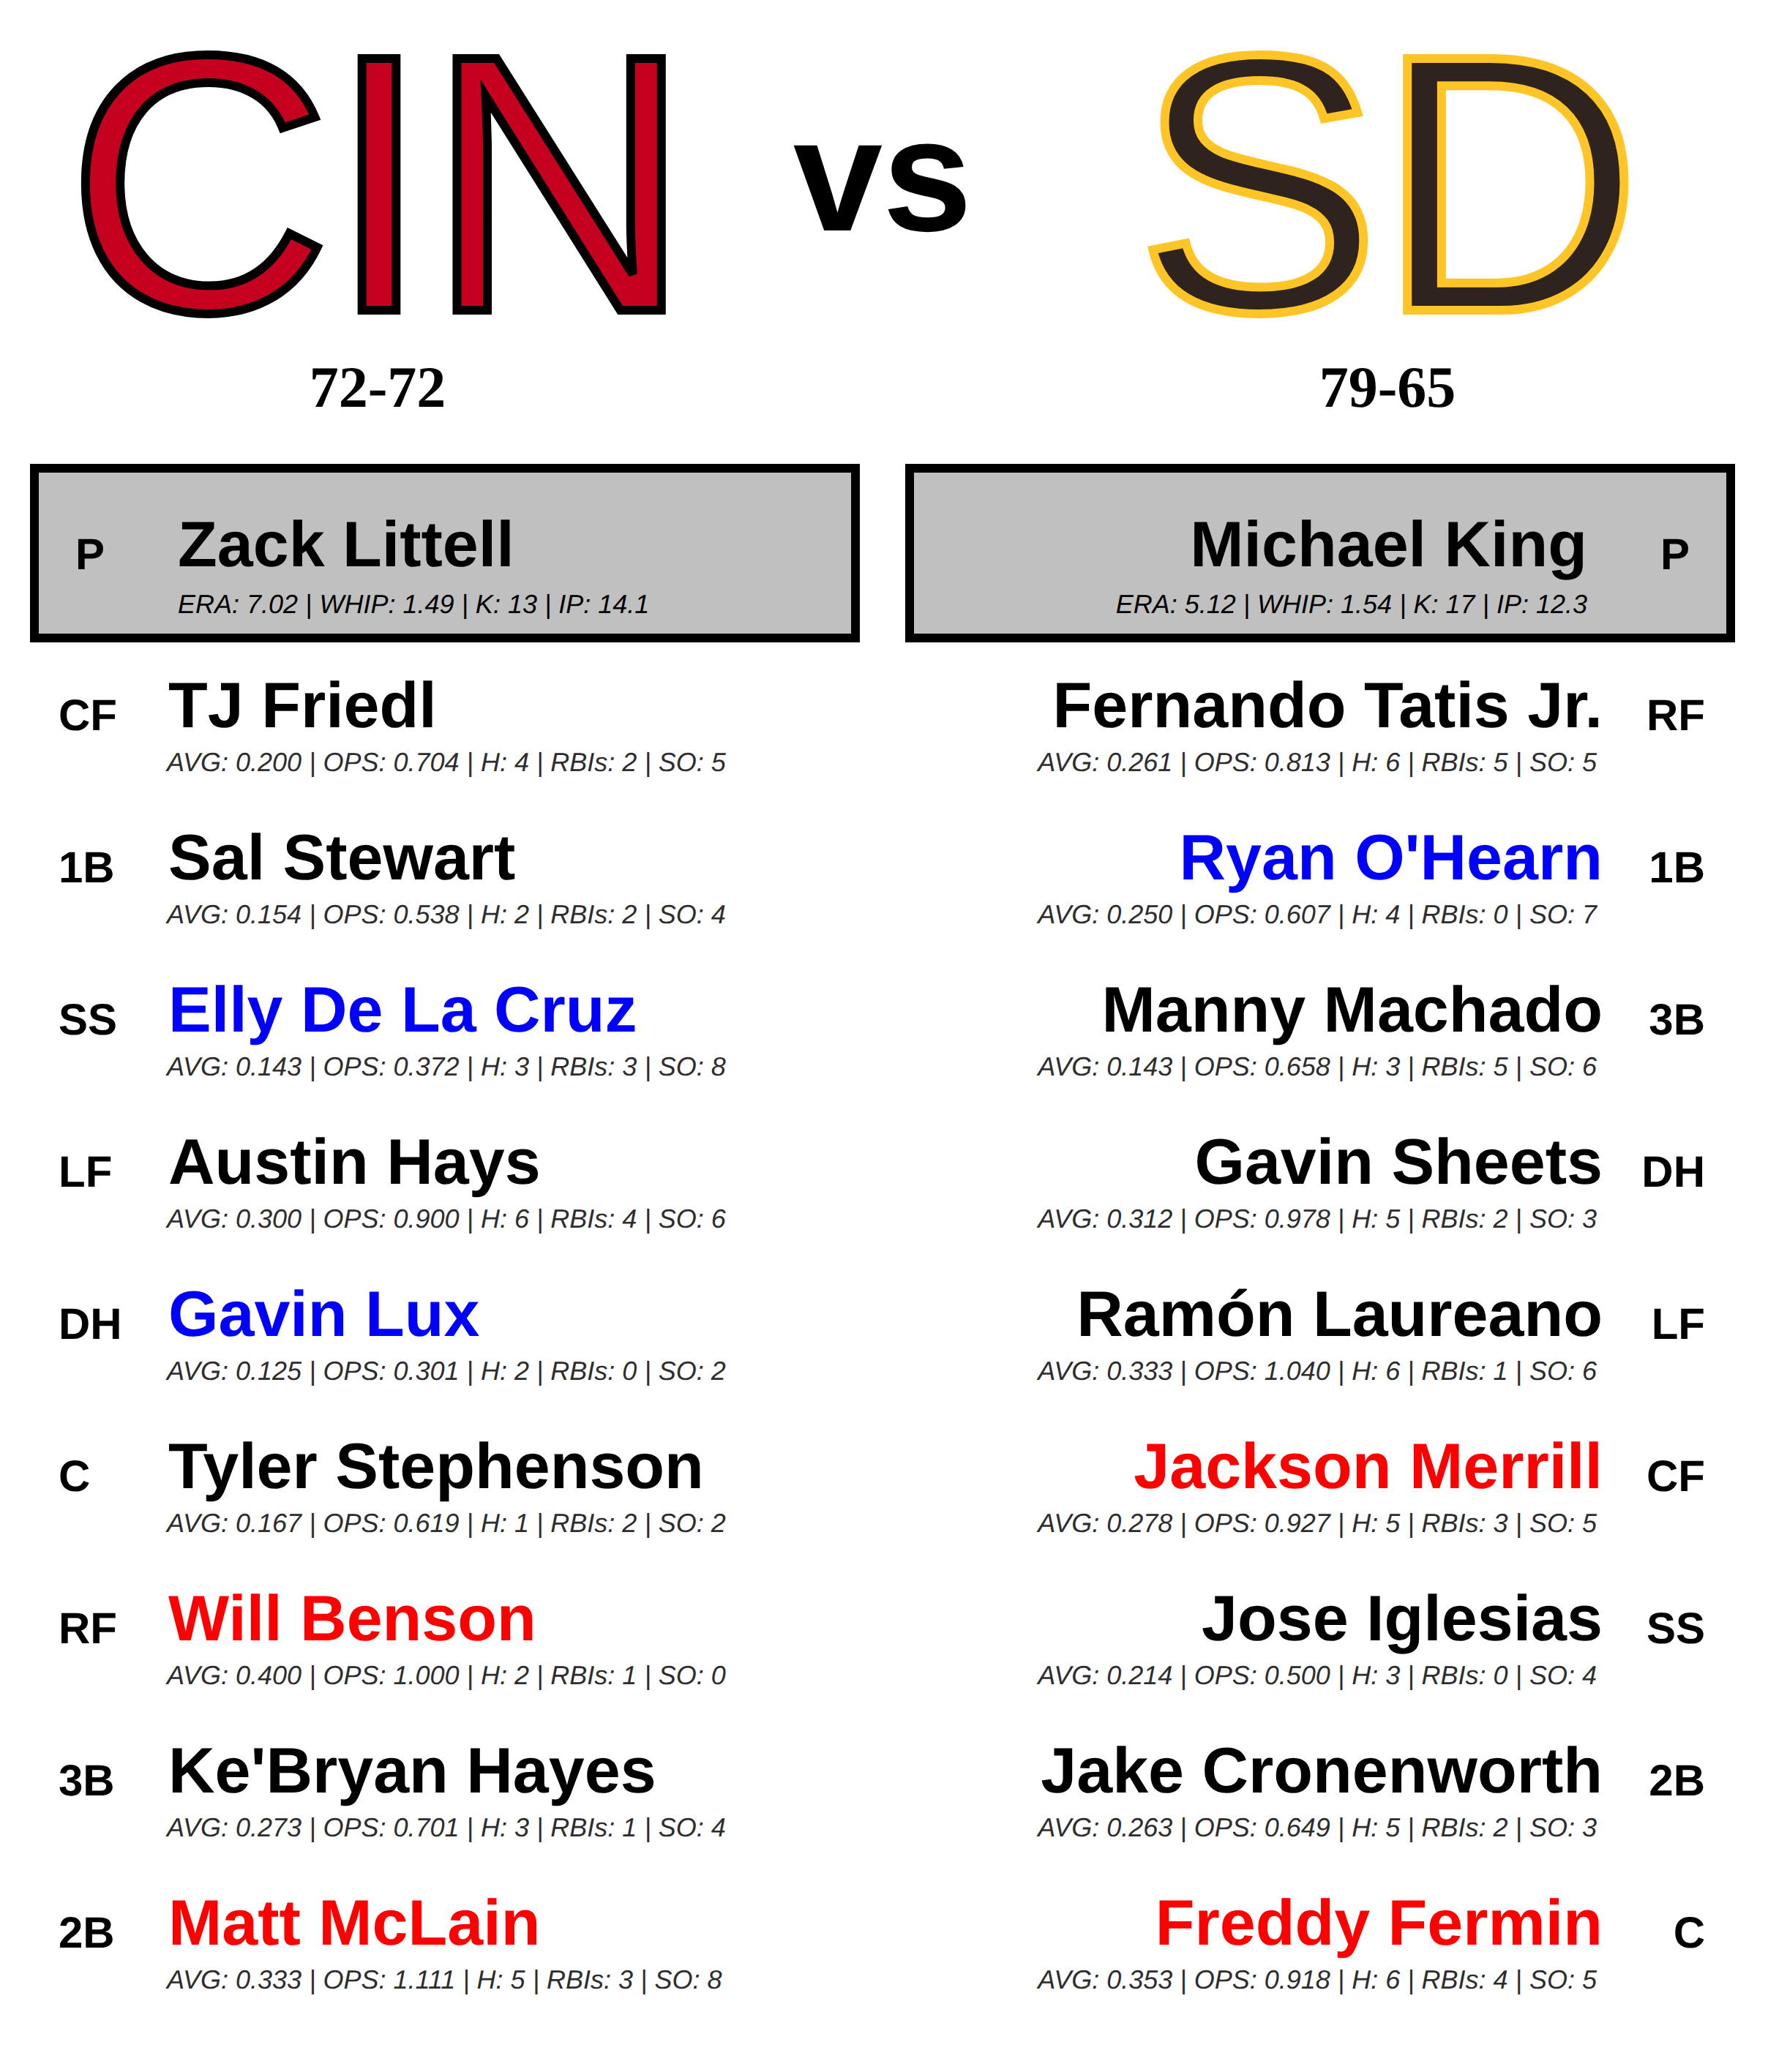 CIN vs SD
72-72 79-65
P Zack Littell
ERA: 7.02 | WHIP: 1.49 | K: 13 | IP: 14.1
Michael King P
ERA: 5.12 | WHIP: 1.54 | K: 17 | IP: 12.3
CF TJ Friedl
AVG: 0.200 | OPS: 0.704 | H: 4 | RBIs: 2 | SO: 5
1B Sal Stewart
AVG: 0.154 | OPS: 0.538 | H: 2 | RBIs: 2 | SO: 4
SS Elly De La Cruz
AVG: 0.143 | OPS: 0.372 | H: 3 | RBIs: 3 | SO: 8
LF Austin Hays
AVG: 0.300 | OPS: 0.900 | H: 6 | RBIs: 4 | SO: 6
DH Gavin Lux
AVG: 0.125 | OPS: 0.301 | H: 2 | RBIs: 0 | SO: 2
C Tyler Stephenson
AVG: 0.167 | OPS: 0.619 | H: 1 | RBIs: 2 | SO: 2
RF Will Benson
AVG: 0.400 | OPS: 1.000 | H: 2 | RBIs: 1 | SO: 0
3B Ke'Bryan Hayes
AVG: 0.273 | OPS: 0.701 | H: 3 | RBIs: 1 | SO: 4
2B Matt McLain
AVG: 0.333 | OPS: 1.111 | H: 5 | RBIs: 3 | SO: 8
Fernando Tatis Jr. RF
AVG: 0.261 | OPS: 0.813 | H: 6 | RBIs: 5 | SO: 5
Ryan O'Hearn 1B
AVG: 0.250 | OPS: 0.607 | H: 4 | RBIs: 0 | SO: 7
Manny Machado 3B
AVG: 0.143 | OPS: 0.658 | H: 3 | RBIs: 5 | SO: 6
Gavin Sheets DH
AVG: 0.312 | OPS: 0.978 | H: 5 | RBIs: 2 | SO: 3
Ramón Laureano LF
AVG: 0.333 | OPS: 1.040 | H: 6 | RBIs: 1 | SO: 6
Jackson Merrill CF
AVG: 0.278 | OPS: 0.927 | H: 5 | RBIs: 3 | SO: 5
Jose Iglesias SS
AVG: 0.214 | OPS: 0.500 | H: 3 | RBIs: 0 | SO: 4
Jake Cronenworth 2B
AVG: 0.263 | OPS: 0.649 | H: 5 | RBIs: 2 | SO: 3
Freddy Fermin C
AVG: 0.353 | OPS: 0.918 | H: 6 | RBIs: 4 | SO: 5